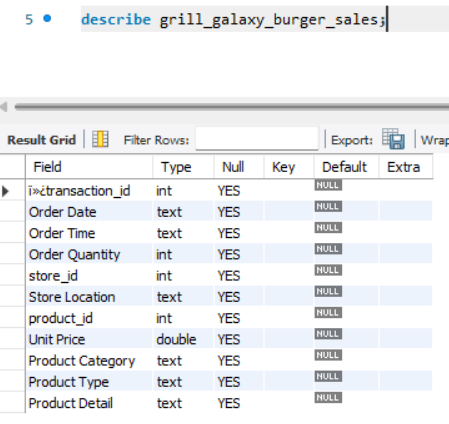 5 describe grill_galaxy_burger_sales;
Result Grid Filter Rows: Export: Wrap
Field Type Null Key Default Extra
ï»¿transaction_id int YES NULL
Order Date text YES NULL
Order Time text YES NULL
Order Quantity int YES NULL
store_id int YES NULL
Store Location text YES NULL
product_id int YES NULL
Unit Price double YES NULL
Product Category text YES NULL
Product Type text YES NULL
Product Detail text YES NULL